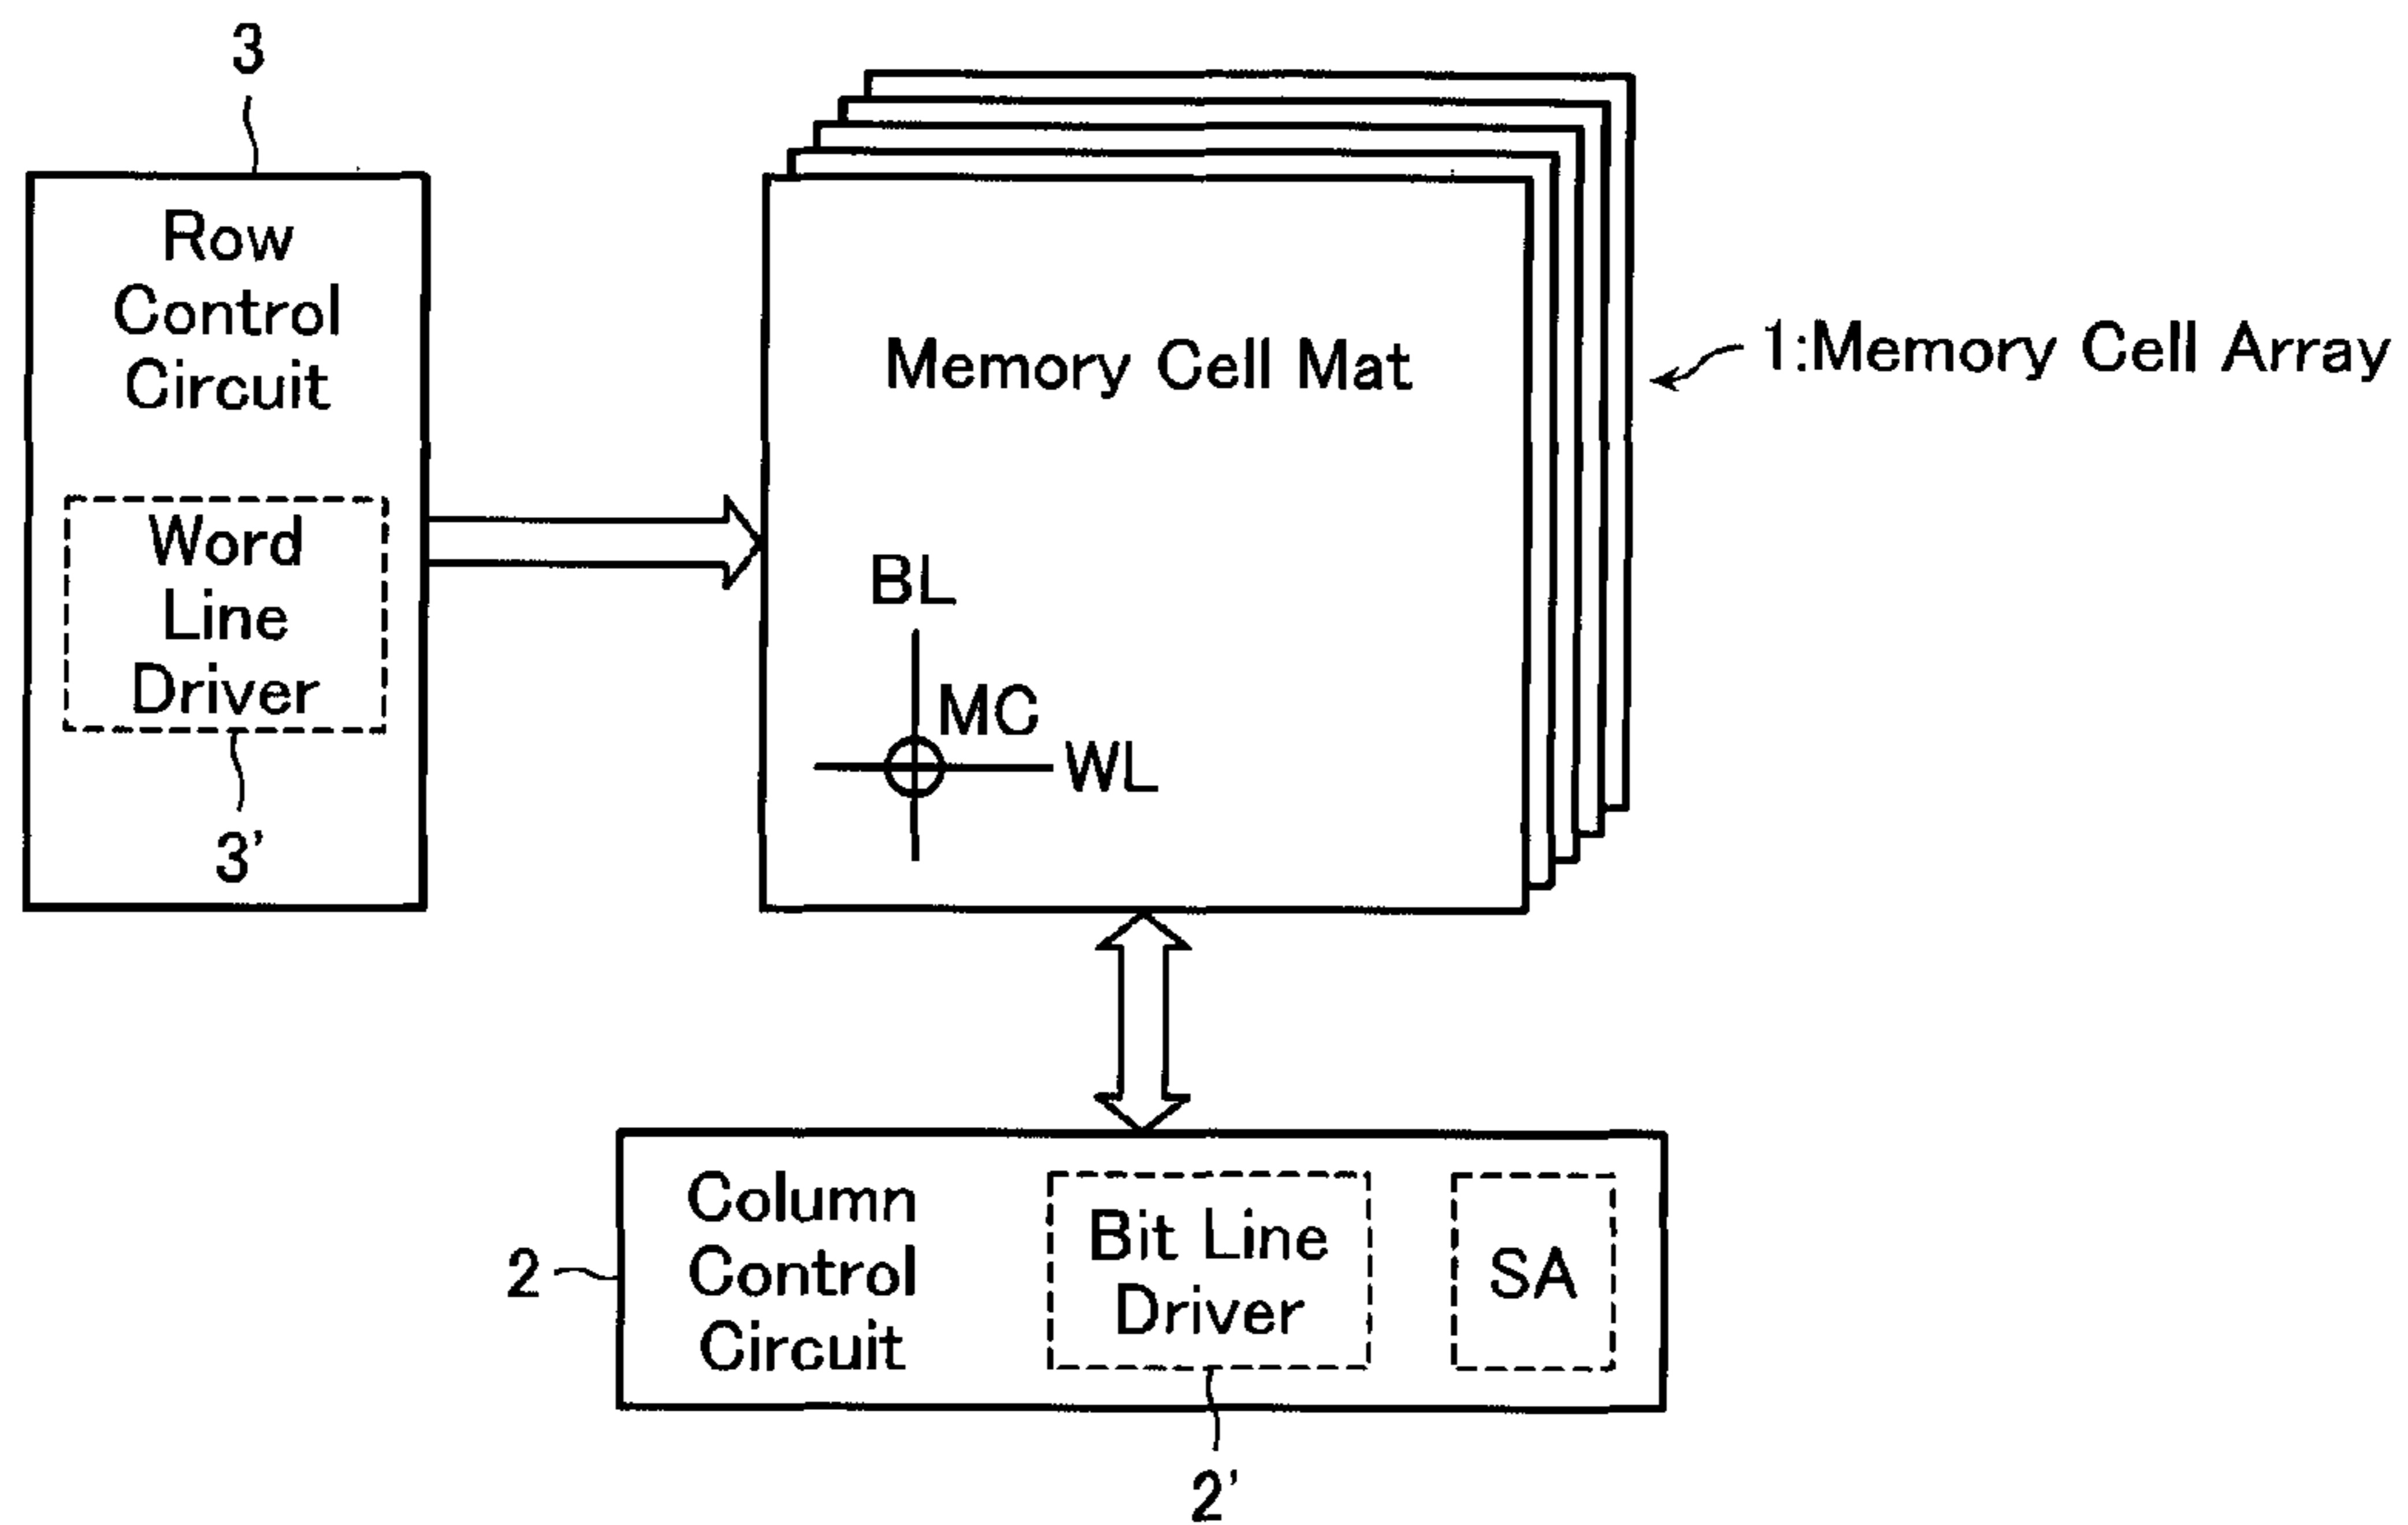 3
Row
Control
Circuit
Word
Line
Driver
3'
Memory Cell Mat
BL
MC
WL
1:Memory Cell Array
2
Column
Control
Circuit
Bit Line
Driver
SA
2'